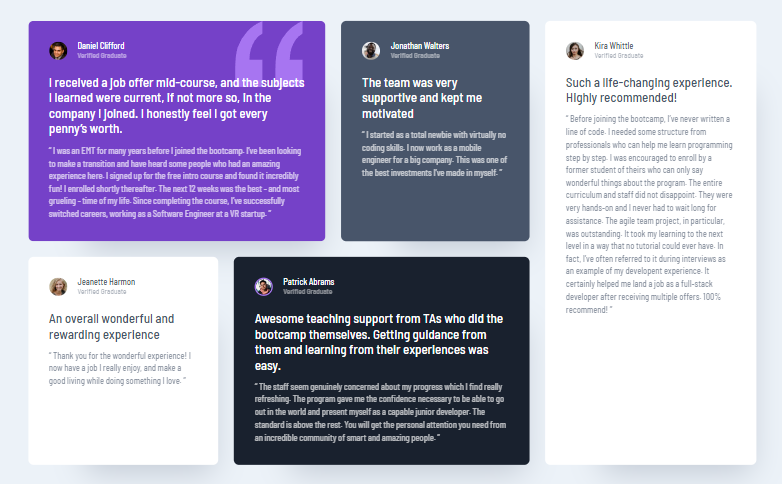 Daniel Clifford
Verified Graduate
I received a job offer mid-course, and the subjects
I learned were current, if not more so, in the
company I joined. I honestly feel I got every
penny's worth.
" I was an EMT for many years before I joined the bootcamp. I've been looking
to make a transition and have heard some people who had an amazing
experience here. I signed up for the free intro course and found it incredibly
fun! I enrolled shortly thereafter. The next 12 weeks was the best - and most
grueling - time of my life. Since completing the course, I've successfully
switched careers, working as a Software Engineer at a VR startup. "
Jonathan Walters
Verified Graduate
The team was very
supportive and kept me
motivated
" I started as a total newbie with virtually no
coding skills. I now work as a mobile
engineer for a big company. This was one of
the best investments I've made in myself. "
Kira Whittle
Verified Graduate
Such a life-changing experience.
Highly recommended!
" Before joining the bootcamp, I've never written a
line of code. I needed some structure from
professionals who can help me learn programming
step by step. I was encouraged to enroll by a
former student of theirs who can only say
wonderful things about the program. The entire
curriculum and staff did not disappoint. They were
very hands-on and I never had to wait long for
assistance. The agile team project, in particular,
was outstanding. It took my learning to the next
level in a way that no tutorial could ever have. In
fact, I've often referred to it during interviews as
an example of my developent experience. It
certainly helped me land a job as a full-stack
developer after receiving multiple offers. 100%
recommend! "
Jeanette Harmon
Verified Graduate
An overall wonderful and
rewarding experience
" Thank you for the wonderful experience! I
now have a job I really enjoy, and make a
good living while doing something I love. "
Patrick Abrams
Verified Graduate
Awesome teaching support from TAs who did the
bootcamp themselves. Getting guidance from
them and learning from their experiences was
easy.
" The staff seem genuinely concerned about my progress which I find really
refreshing. The program gave me the confidence necessary to be able to go
out in the world and present myself as a capable junior developer. The
standard is above the rest. You will get the personal attention you need from
an incredible community of smart and amazing people. "